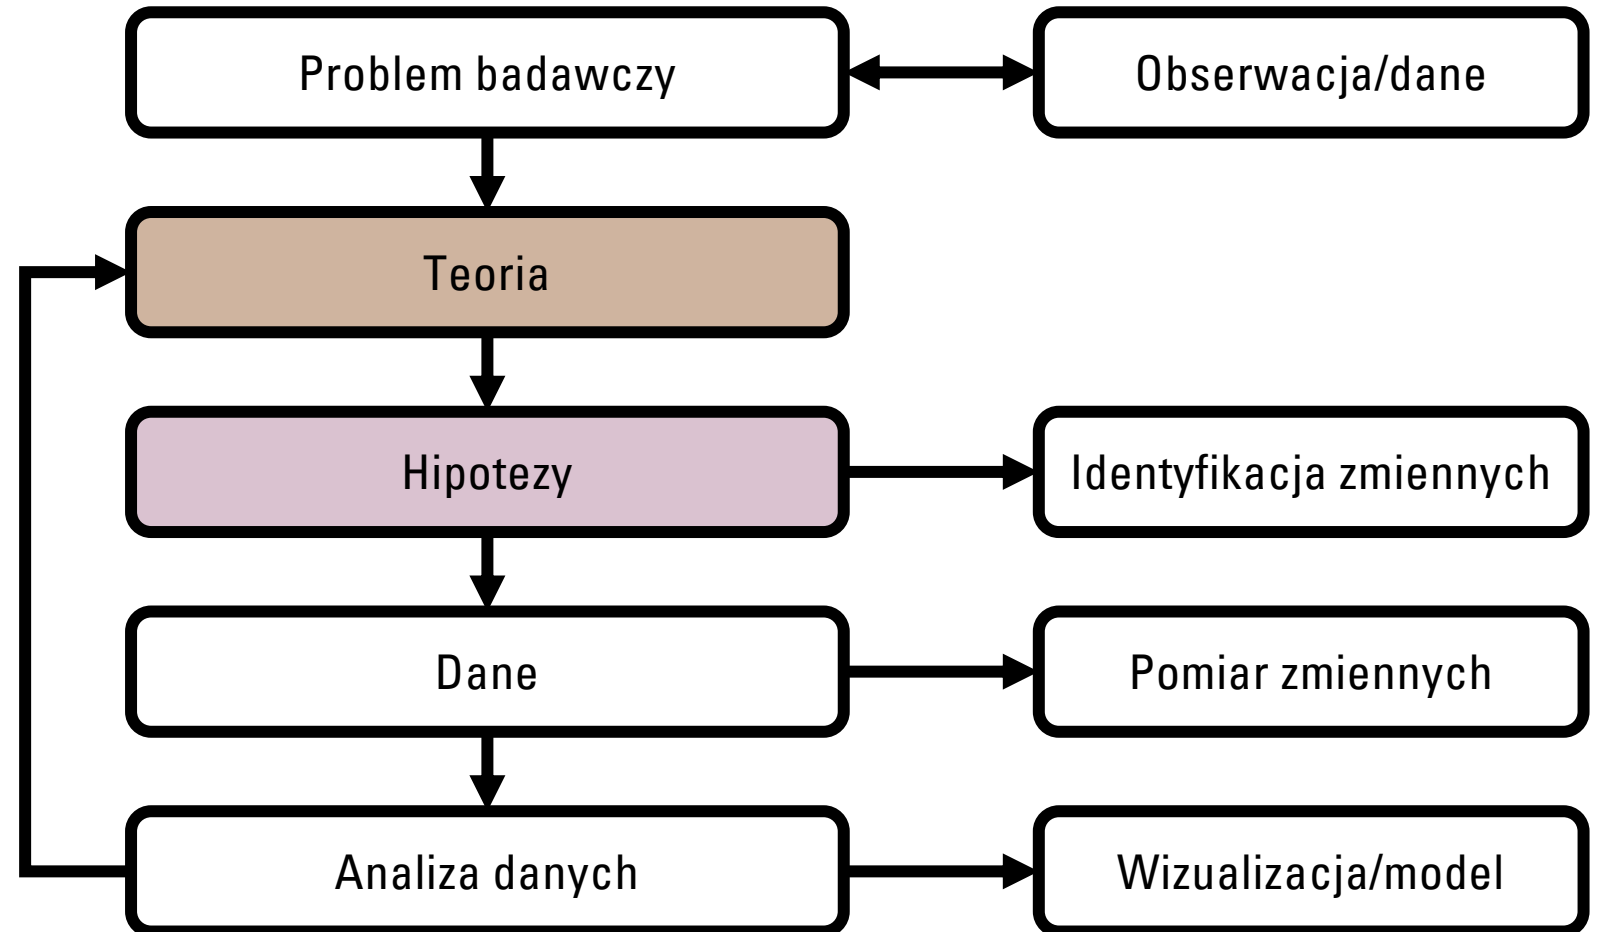 Problem badawczy
Obserwacja/dane
Teoria
Hipotezy
Identyfikacja zmiennych
Dane
Pomiar zmiennych
Analiza danych
Wizualizacja/model